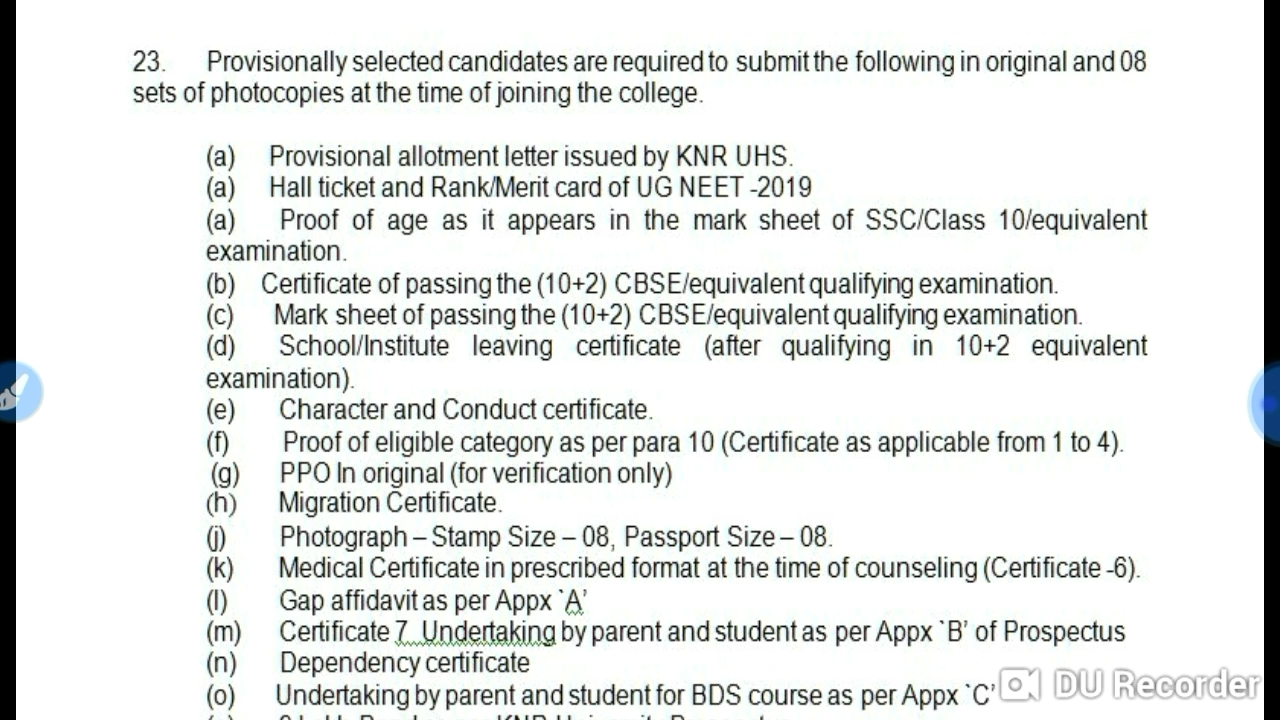 23. Provisionally selected candidates are required to submit the following in original and 08
sets of photocopies at the time of joining the college.
(a) Provisional allotment letter issued by KNR UHS.
(a) Hall ticket and Rank/Merit card of UG NEET -2019
(a) Proof of age as it appears in the mark sheet of SSC/Class 10/equivalent
examination.
(b) Certificate of passing the (10+2) CBSE/equivalent qualifying examination.
(c) Mark sheet of passing the (10+2) CBSE/equivalent qualifying examination.
(d) School/Institute leaving certificate (after qualifying in 10+2 equivalent
examination).
(e) Character and Conduct certificate.
(f) Proof of eligible category as per para 10 (Certificate as applicable from 1 to 4).
(g) PPO In original (for verification only)
(h) Migration Certificate.
(j) Photograph – Stamp Size – 08, Passport Size – 08.
(k) Medical Certificate in prescribed format at the time of counseling (Certificate -6).
(l) Gap affidavit as per Appx `A'
(m) Certificate 7 Undertaking by parent and student as per Appx `B' of Prospectus
(n) Dependency certificate
(o) Undertaking by parent and student for BDS course as per Appx `C'
DU Recorder